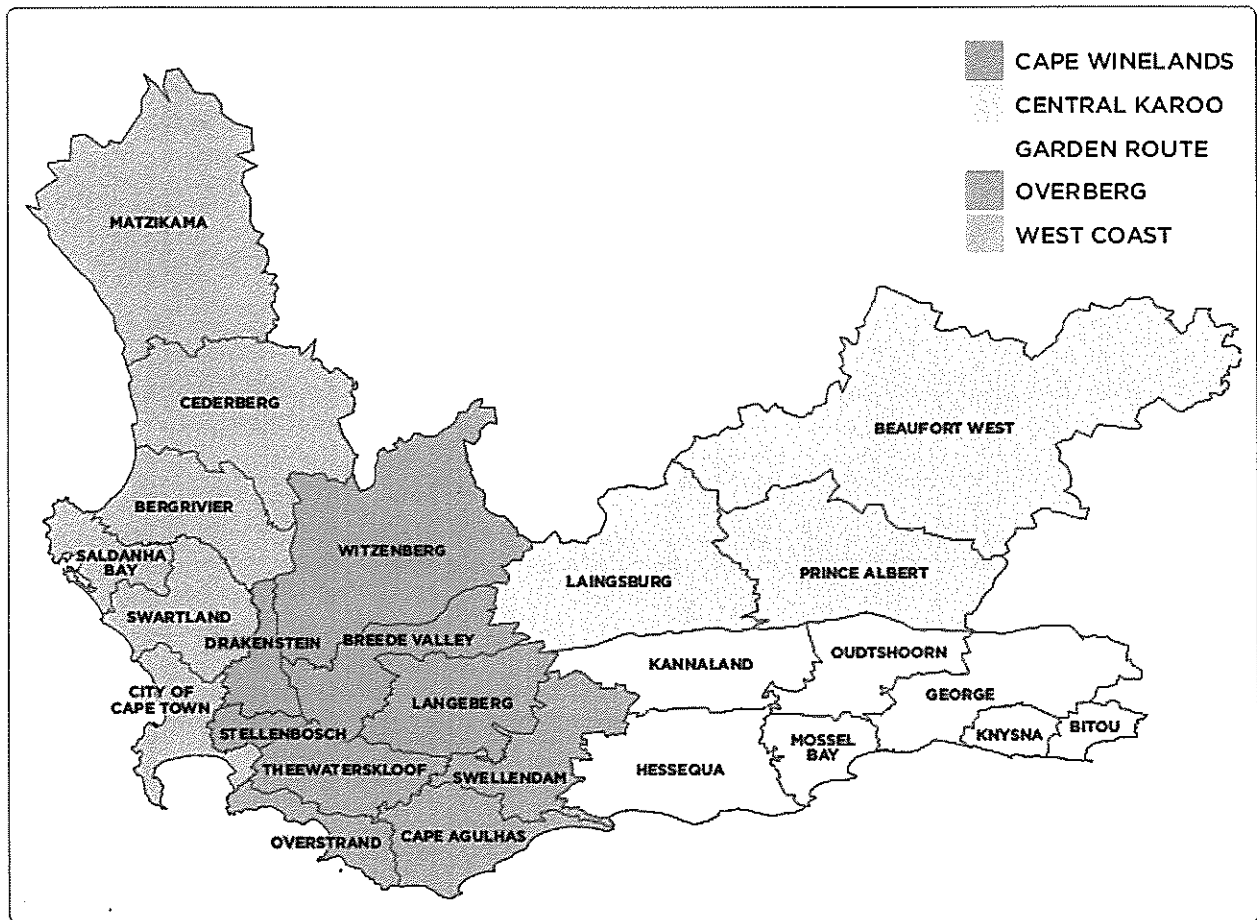 CAPE WINELANDS
CENTRAL KAROO
GARDEN ROUTE
OVERBERG
WEST COAST
MATZIKAMA
CEDERBERG
BEAUFORT WEST
BERGRIVIER
SALDANHA
BAY
WITZENBERG
LAINGSBURG
PRINCE ALBERT
SWARTLAND
DRAKENSTEIN
BREEDE VALLEY
KANNALAND
OUDTSHOORN
CITY OF
CAPE TOWN
LANGEBERG
GEORGE
STELLENBOSCH
MOSSEL
BAY
KNYSNA
BITOU
THEEWATERSKLOOF
SWELLENDAM
HESSEQUA
OVERSTRAND
CAPE AGULHAS